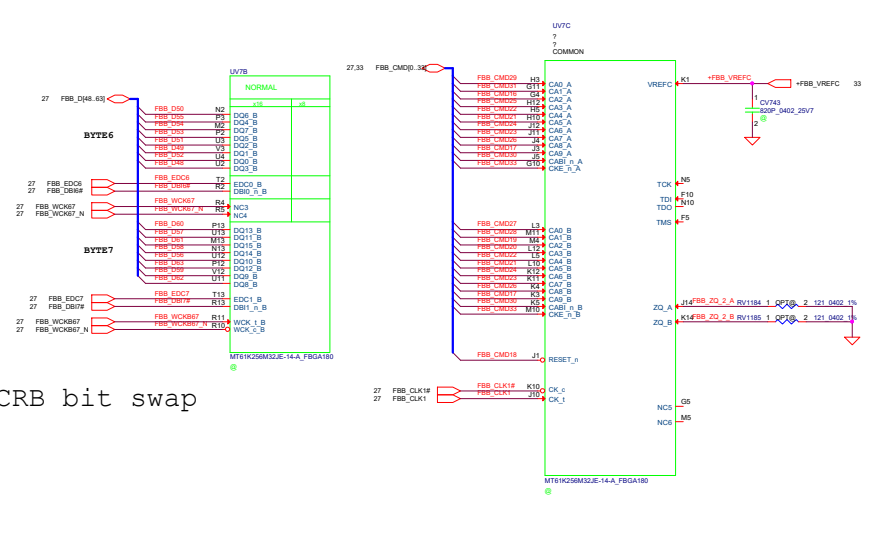 UV7B
NORMAL
x16 x8
27 FBB_D[48..63]
BYTE6
FBB_D50 N2 DQ6_B
FBB_D55 P3 DQ4_B
FBB_D54 M2 DQ7_B
FBB_D53 P2 DQ5_B
FBB_D51 U3 DQ2_B
FBB_D49 V3 DQ1_B
FBB_D52 U4 DQ0_B
FBB_D48 U2 DQ3_B
27 FBB_EDC6 FBB_EDC6 T2 EDC0_B
27 FBB_DBI6# FBB_DBI6# R2 DBI0_n_B
27 FBB_WCK67 FBB_WCK67 R4 NC3
27 FBB_WCK67_N FBB_WCK67_N R5 NC4
BYTE7
FBB_D60 P13 DQ13_B
FBB_D57 U13 DQ11_B
FBB_D61 M13 DQ15_B
FBB_D58 N13 DQ14_B
FBB_D56 U12 DQ10_B
FBB_D63 P12 DQ12_B
FBB_D59 V12 DQ9_B
FBB_D62 U11 DQ8_B
27 FBB_EDC7 FBB_EDC7 T13 EDC1_B
27 FBB_DBI7# FBB_DBI7# R13 DBI1_n_B
27 FBB_WCKB67 FBB_WCKB67 R11 WCK_t_B
27 FBB_WCKB67_N FBB_WCKB67_N R10 WCK_c_B
MT61K256M32JE-14-A_FBGA180
@
CRB bit swap
UV7C
?
?
COMMON
27,33 FBB_CMD[0..33]
FBB_CMD29 H3 CA0_A
FBB_CMD31 G11 CA1_A
FBB_CMD16 G4 CA2_A
FBB_CMD25 H12 CA3_A
FBB_CMD22 H5 CA4_A
FBB_CMD21 H10 CA5_A
FBB_CMD24 J12 CA6_A
FBB_CMD23 J11 CA7_A
FBB_CMD26 J4 CA8_A
FBB_CMD17 J3 CA9_A
FBB_CMD30 J5 CABI_n_A
FBB_CMD33 G10 CKE_n_A
FBB_CMD27 L3 CA0_B
FBB_CMD28 M11 CA1_B
FBB_CMD19 M4 CA2_B
FBB_CMD20 L12 CA3_B
FBB_CMD22 L5 CA4_B
FBB_CMD21 L10 CA5_B
FBB_CMD24 K12 CA6_B
FBB_CMD23 K11 CA7_B
FBB_CMD26 K4 CA8_B
FBB_CMD17 K3 CA9_B
FBB_CMD30 K5 CABI_n_B
FBB_CMD33 M10 CKE_n_B
FBB_CMD18 J1 RESET_n
27 FBB_CLK1# FBB_CLK1# K10 CK_c
27 FBB_CLK1 FBB_CLK1 J10 CK_t
MT61K256M32JE-14-A_FBGA180
@
VREFC K1 +FBB_VREFC +FBB_VREFC 33
1
CV743
820P_0402_25V7
@
2
TCK N5
TDI F10
TDO N10
TMS F5
ZQ_A J14 FBB_ZQ_2_A RV1184 1 OPT@ 2 121_0402_1%
ZQ_B K14 FBB_ZQ_2_B RV1185 1 OPT@ 2 121_0402_1%
NC5 G5
NC6 M5